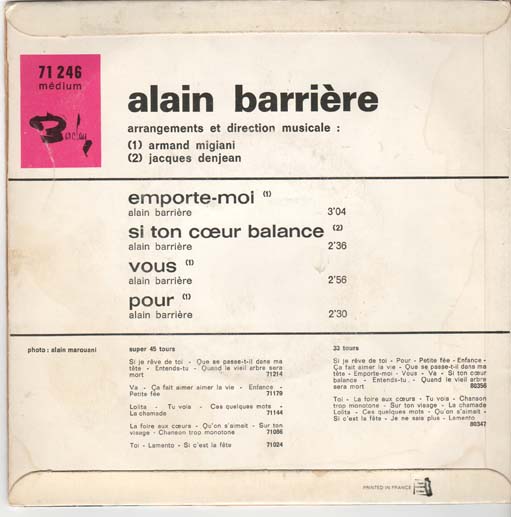 71 246
médium
Barclay
alain barrière
arrangements et direction musicale :
(1) armand migiani
(2) jacques denjean
emporte-moi (1)
alain barrière 3'04
si ton cœur balance (2)
alain barrière 2'36
vous (1)
alain barrière 2'56
pour (1)
alain barrière 2'30
photo : alain marouani
super 45 tours
Si je rêve de toi - Que se passe-t-il dans ma
tête - Entends-tu - Quand le vieil arbre sera
mort 71214
Va - Ça fait aimer la vie - Enfance -
Petite fée 71179
Lolita - Tu vois - Ces quelques mots -
La chamade 71144
La foire aux cœurs - Qu'on s'aimait - Sur ton
visage - Chanson trop monotone 71086
Toi - Lamento - Si c'est la fête 71024
33 tours
Si je rêve de toi - Pour - Petite fée - Enfance -
Ça fait aimer la vie - Que se passe-t-il dans ma
tête - Emporte-moi - Vous - Va - Si ton cœur
balance - Entends-tu - Quand le vieil arbre
sera mort 80356
Toi - La foire aux cœurs - Tu vois - Chanson
trop monotone - Sur ton visage - La chamade
Lolita - Ces quelques mots - Qu'on s'aimait -
Si c'est la fête - Je ne sais plus - Lamento.
80347
PRINTED IN FRANCE